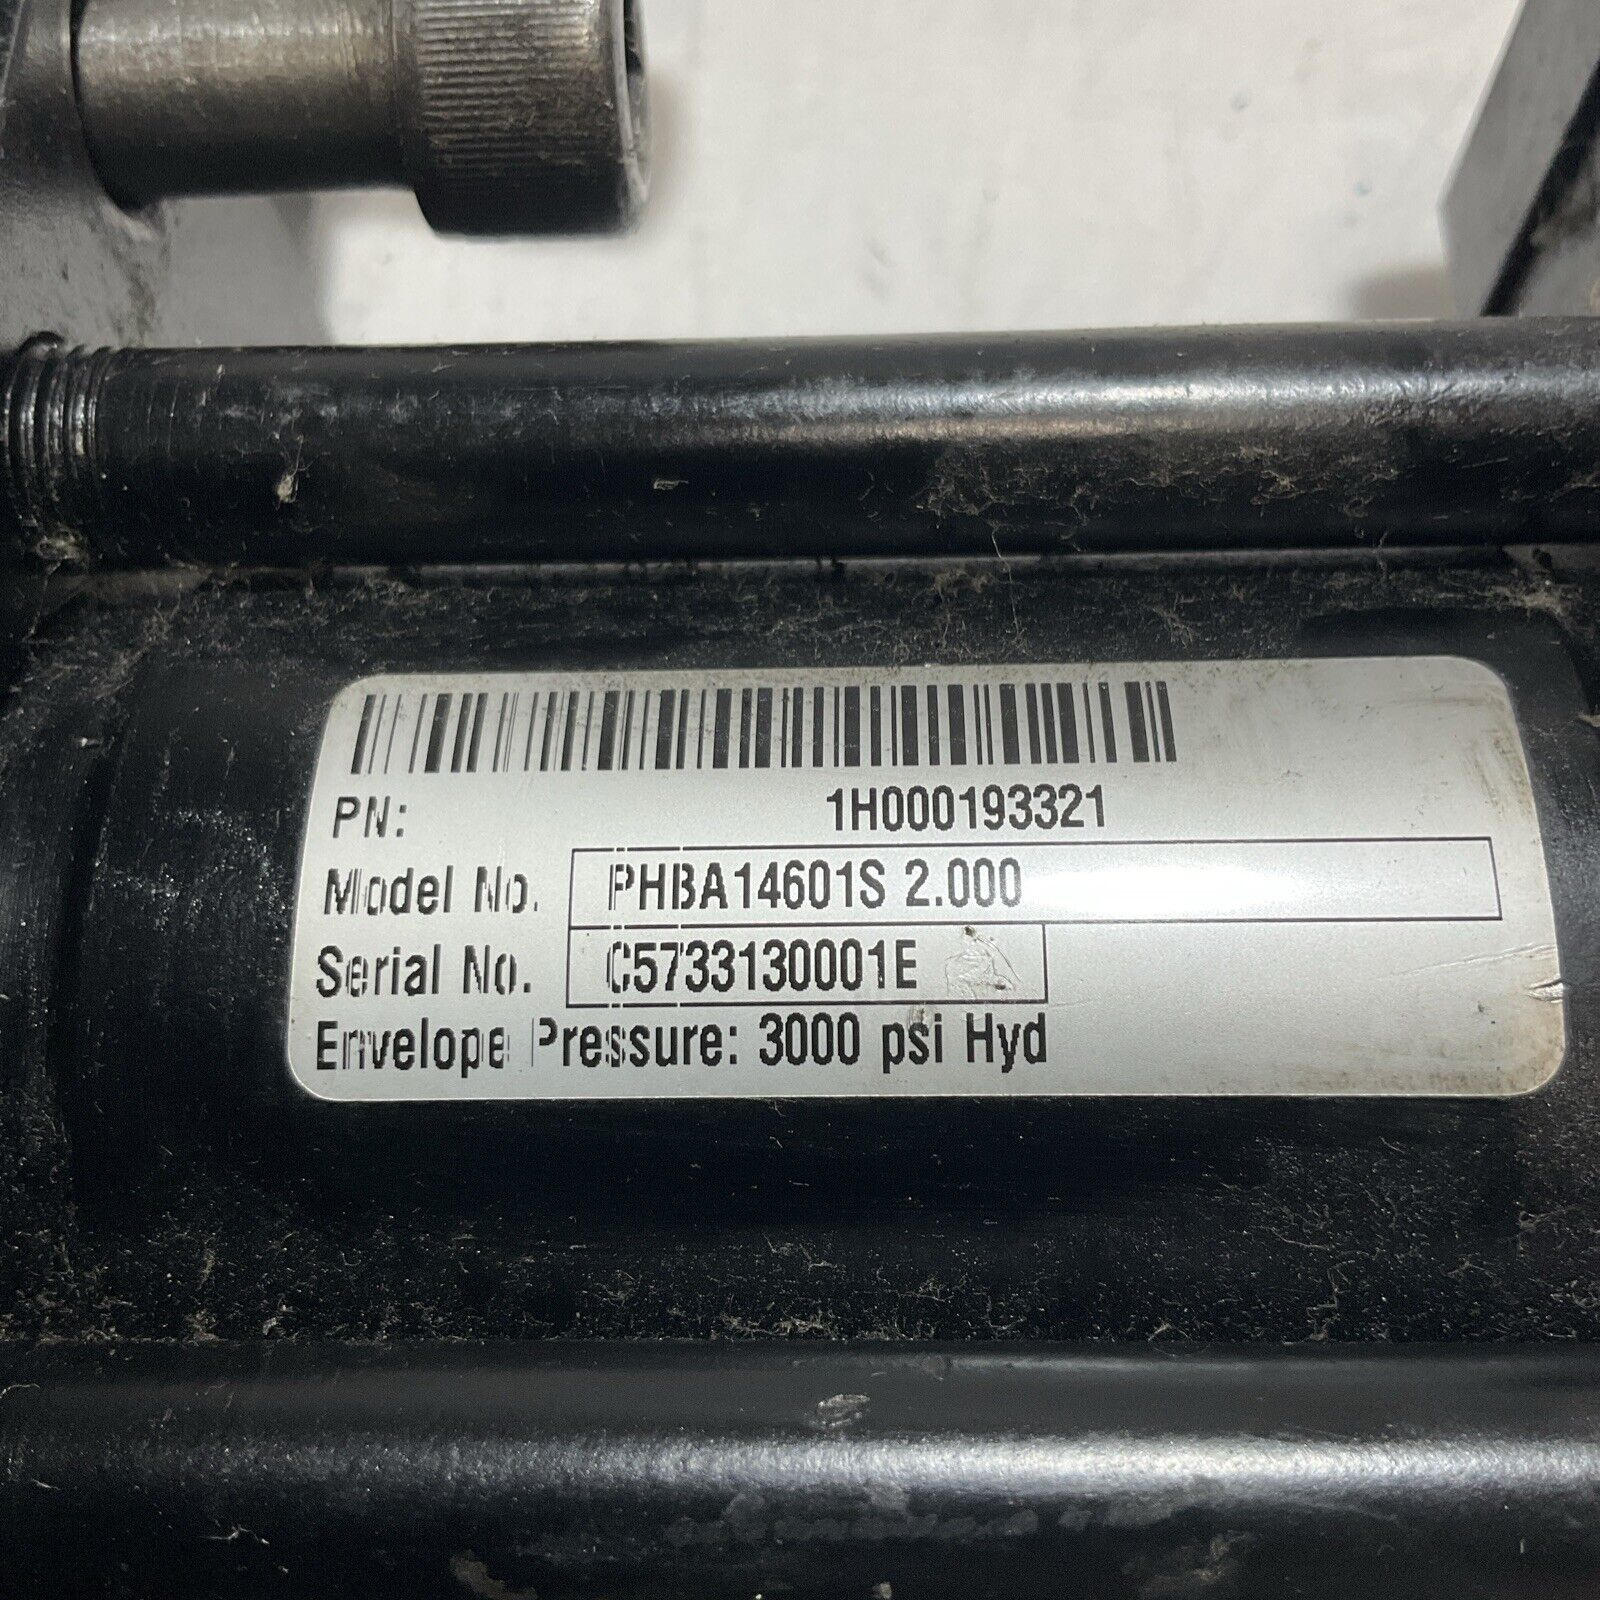 PN: 1H000193321
Model No. PHBA14601S 2.000
Serial No. C5733130001E
Envelope Pressure: 3000 psi Hyd